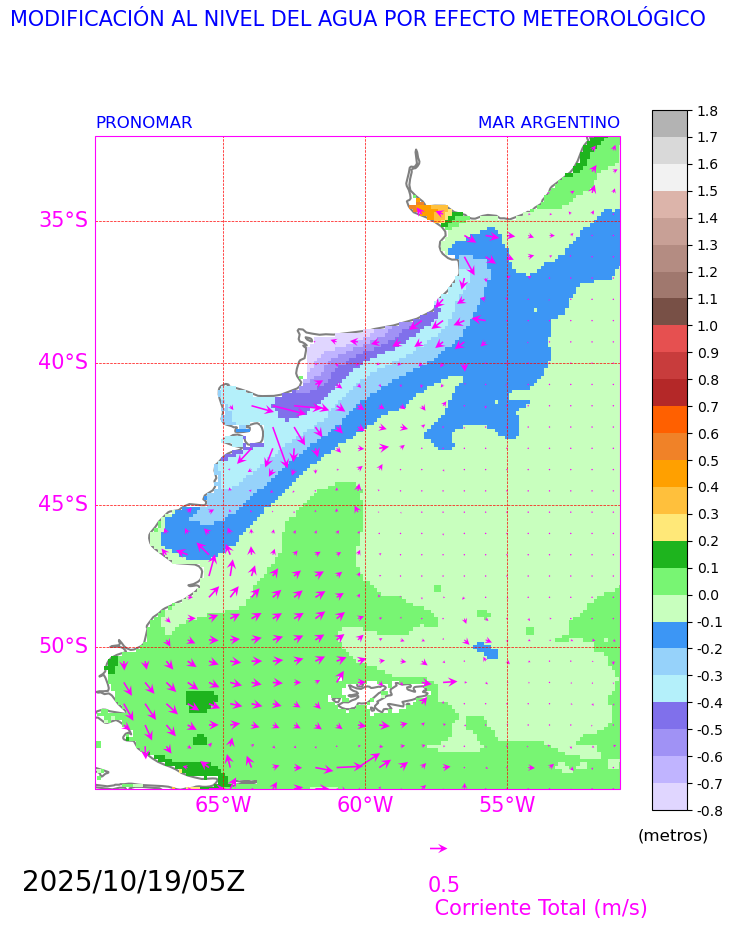 MODIFICACIÓN AL NIVEL DEL AGUA POR EFECTO METEOROLÓGICO
PRONOMAR
MAR ARGENTINO
35°S
40°S
45°S
50°S
65°W
60°W
55°W
1.8
1.7
1.6
1.5
1.4
1.3
1.2
1.1
1.0
0.9
0.8
0.7
0.6
0.5
0.4
0.3
0.2
0.1
0.0
-0.1
-0.2
-0.3
-0.4
-0.5
-0.6
-0.7
-0.8
(metros)
2025/10/19/05Z
0.5
Corriente Total (m/s)